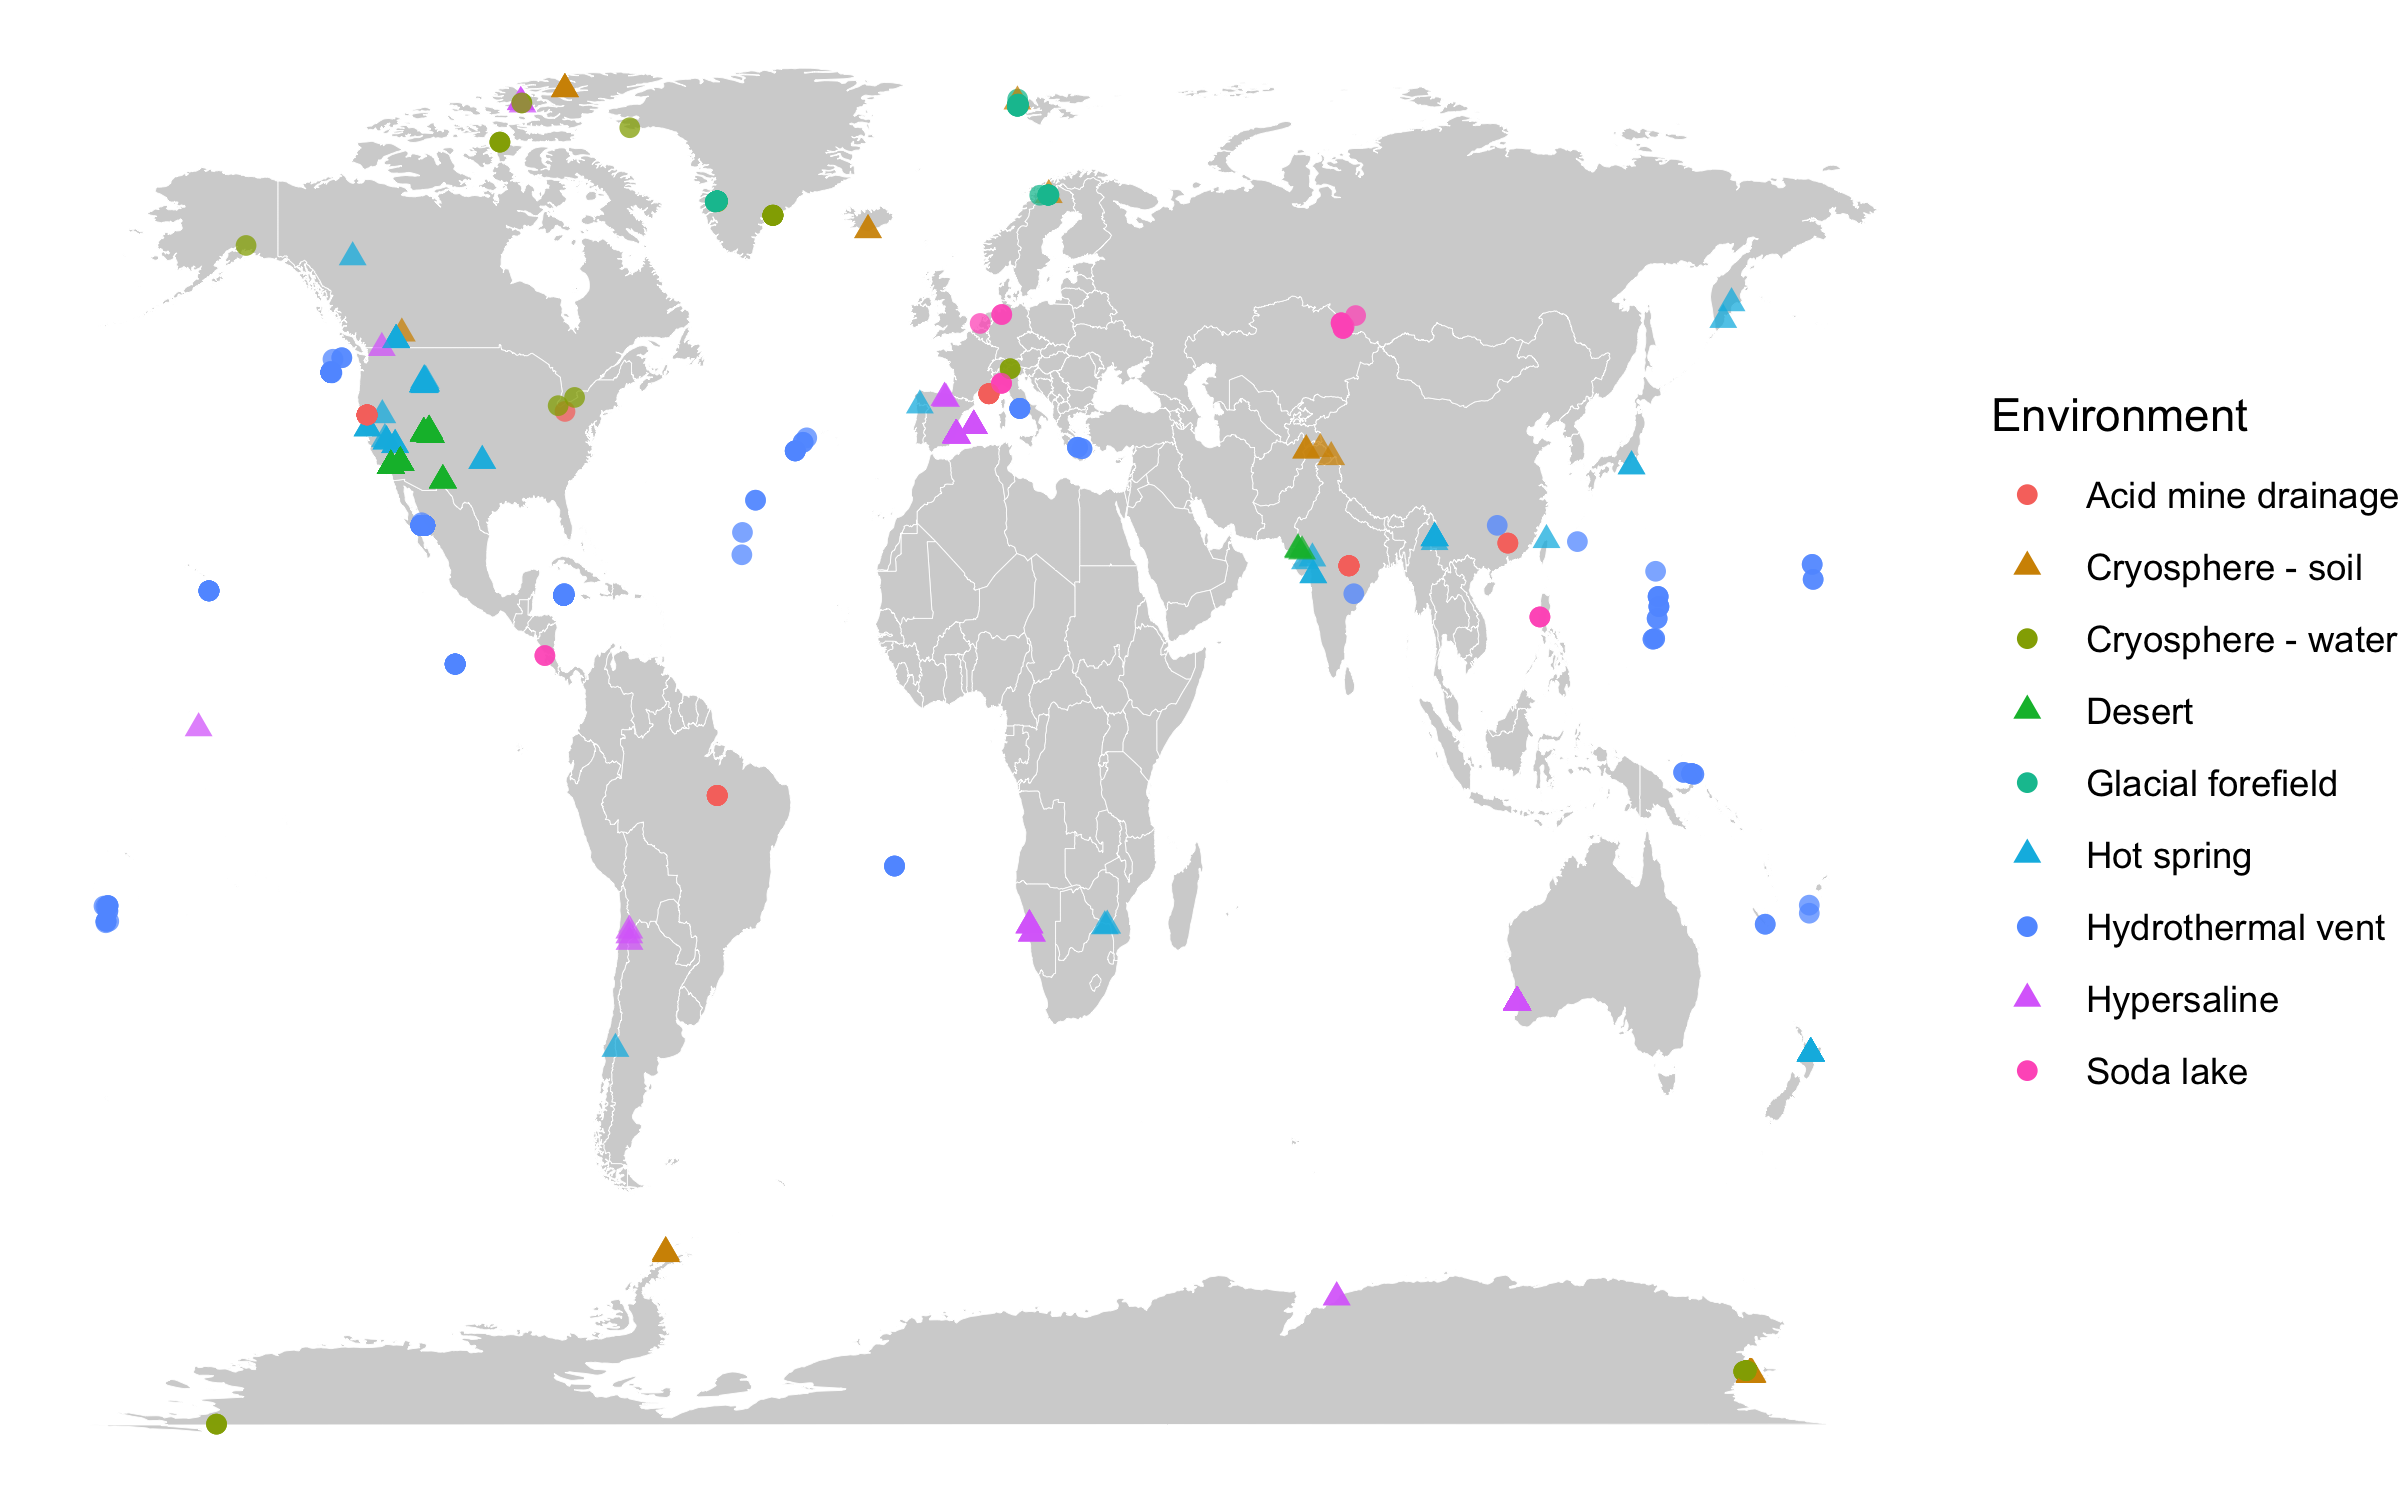 Environment
Acid mine drainage
Cryosphere - soil
Cryosphere - water
Desert
Glacial forefield
Hot spring
Hydrothermal vent
Hypersaline
Soda lake